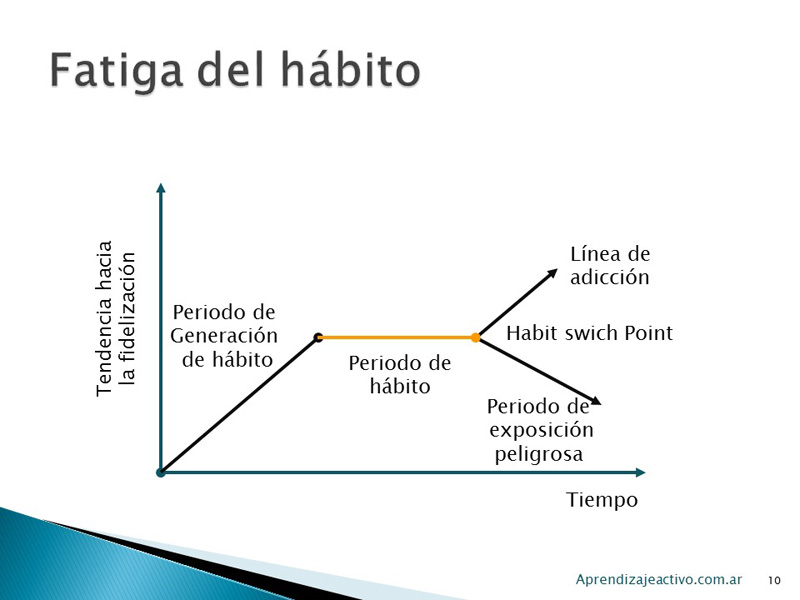 Fatiga del hábito
Tendencia hacia
la fidelización
Periodo de
Generación
de hábito
Periodo de
hábito
Línea de
adicción
Habit swich Point
Periodo de
exposición
peligrosa
Tiempo
Aprendizajeactivo.com.ar
10